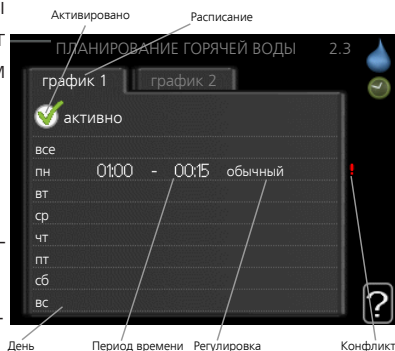 ы
Активировано Расписание
т
ПЛАНИРОВАНИЕ ГОРЯЧЕЙ ВОДЫ 2.3
м
график 1 график 2
активно
все
пн 01:00 - 00:15 обычный !
вт
ср
чт
пт
сб
вс
?
День Период времени Регулировка Конфликт